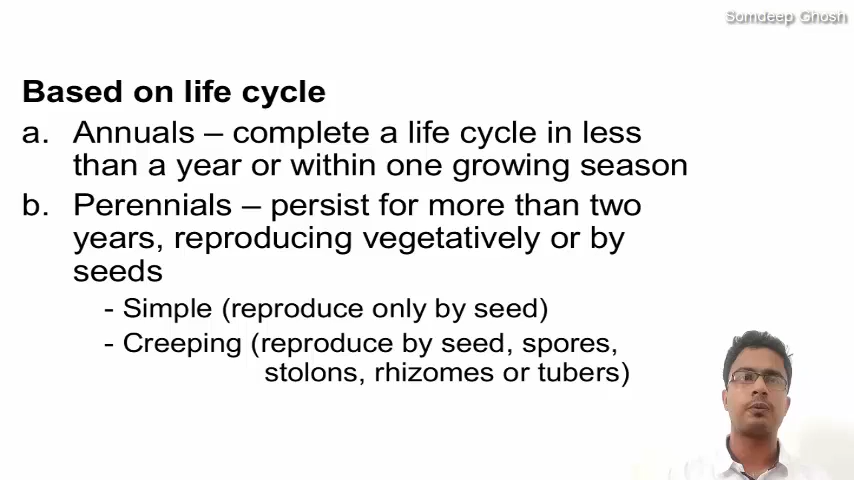 Somdeep Ghosh
Based on life cycle
a. Annuals – complete a life cycle in less
than a year or within one growing season
b. Perennials – persist for more than two
years, reproducing vegetatively or by
seeds
- Simple (reproduce only by seed)
- Creeping (reproduce by seed, spores,
stolons, rhizomes or tubers)